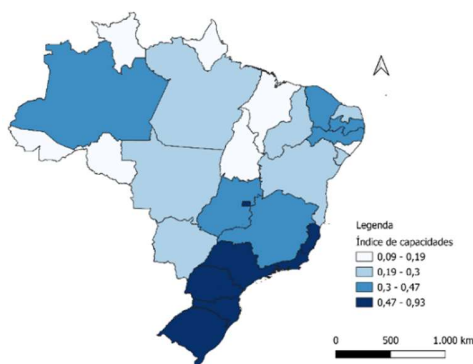 Legenda
Índice de capacidades
0,09 - 0,19
0,19 - 0,3
0,3 - 0,47
0,47 - 0,93
0 500 1.000 km